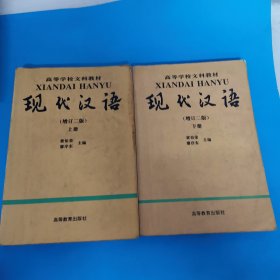 高等学校文科教材
XIANDAI HANYU
现代汉语
(增订二版)
上册
黄伯荣
廖序东
主编
高等教育出版社
高等学校文科教材
XIANDAI HANYU
现代汉语
(增订二版)
下册
黄伯荣
廖序东
主编
高等教育出版社